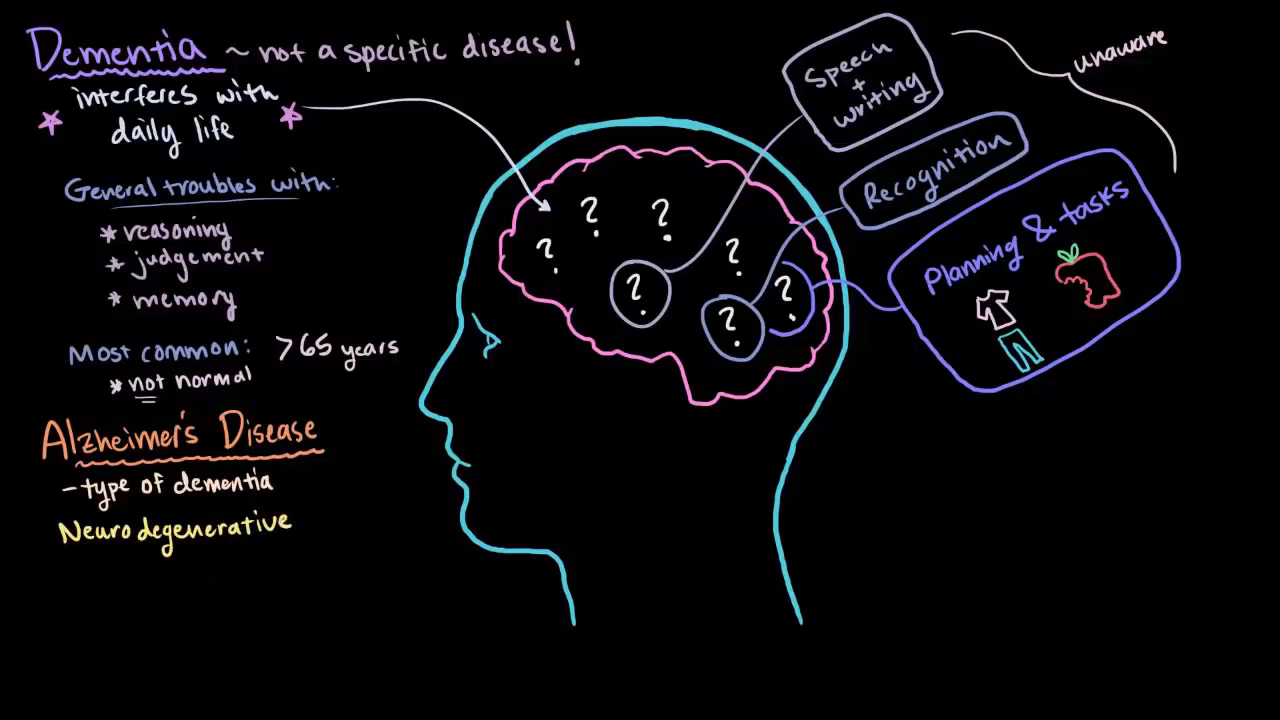 Dementia ~ not a specific disease!
* interferes with *
daily life
General troubles with:
* reasoning
* judgement
* memory
Most common: >65 years
* not normal
Alzheimer's Disease
- type of dementia
Neurodegenerative
? ? ? ? ? ? ? ?
Speech
+
writing
Recognition
Planning & tasks
unaware